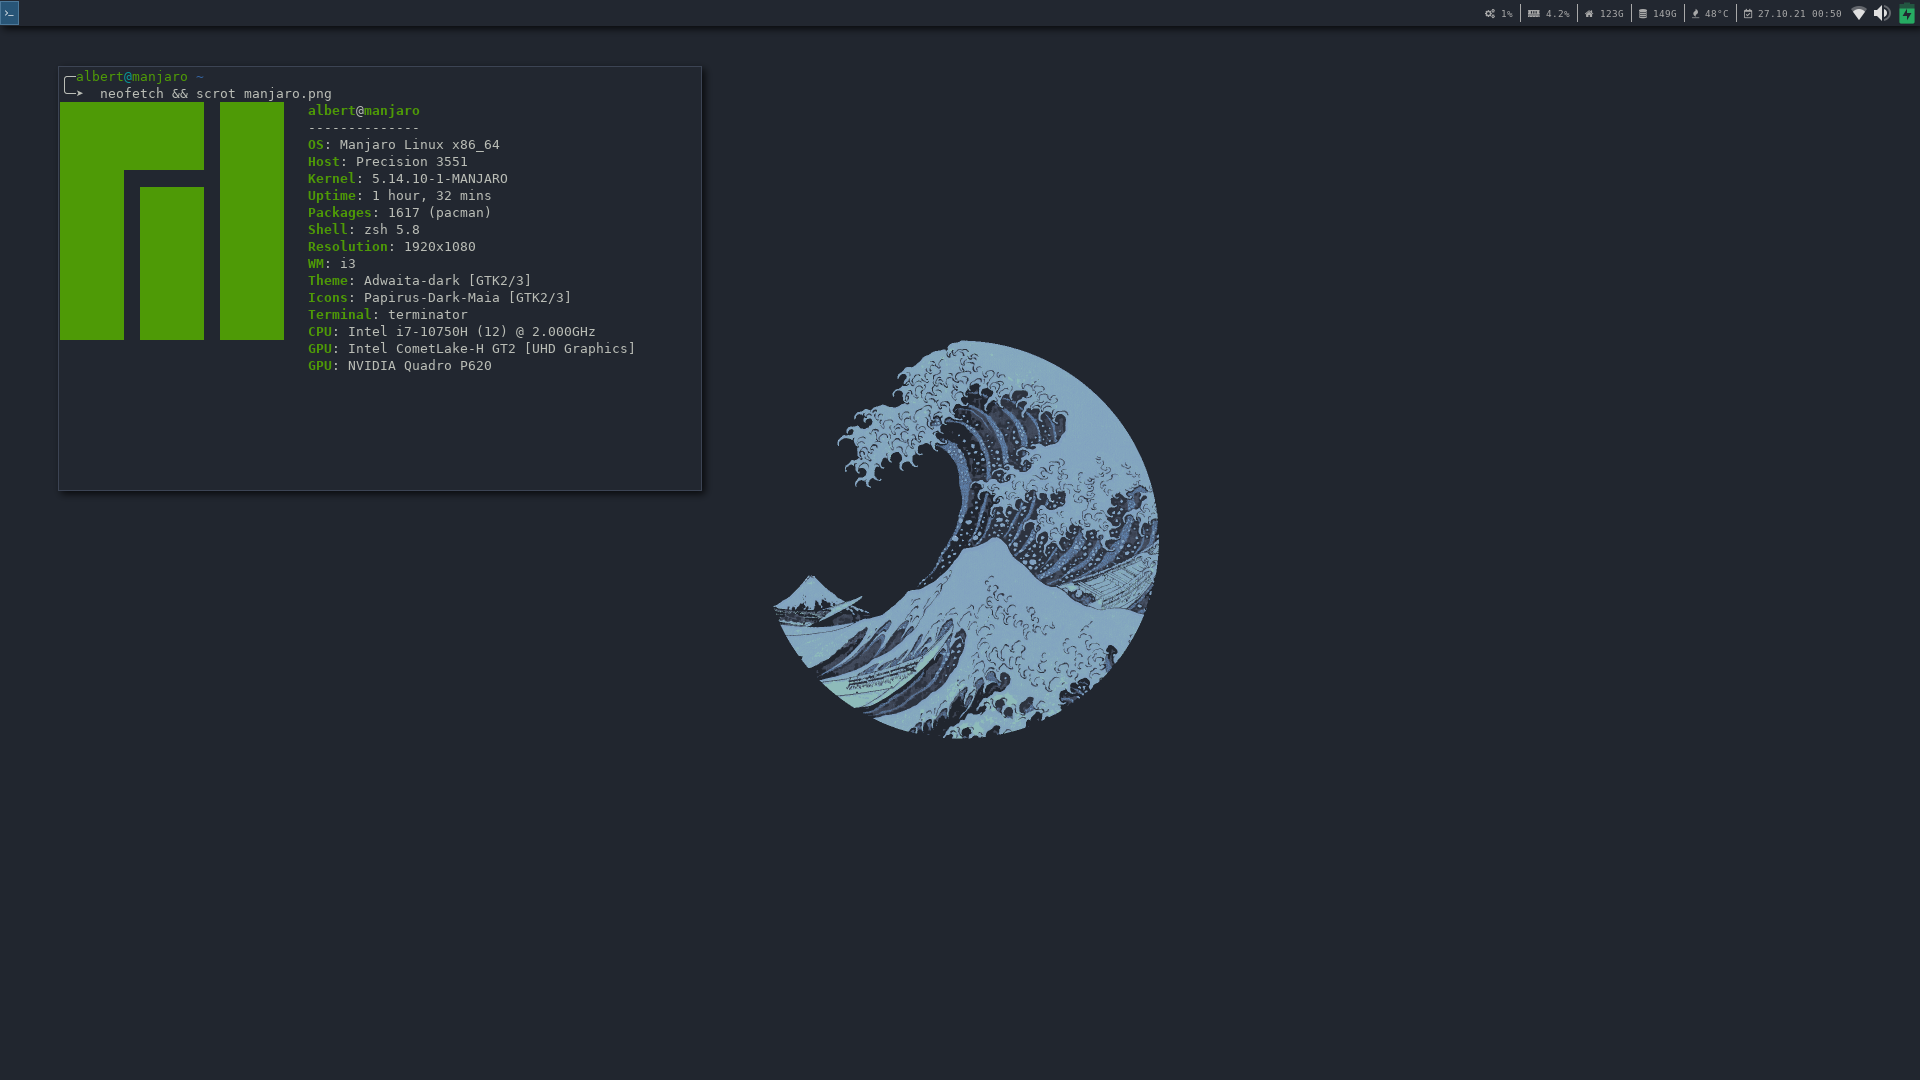 1% 4.2% 123G 149G 48°C 27.10.21 00:50
albert@manjaro ~
neofetch && scrot manjaro.png
albert@manjaro
--------------
OS: Manjaro Linux x86_64
Host: Precision 3551
Kernel: 5.14.10-1-MANJARO
Uptime: 1 hour, 32 mins
Packages: 1617 (pacman)
Shell: zsh 5.8
Resolution: 1920x1080
WM: i3
Theme: Adwaita-dark [GTK2/3]
Icons: Papirus-Dark-Maia [GTK2/3]
Terminal: terminator
CPU: Intel i7-10750H (12) @ 2.000GHz
GPU: Intel CometLake-H GT2 [UHD Graphics]
GPU: NVIDIA Quadro P620